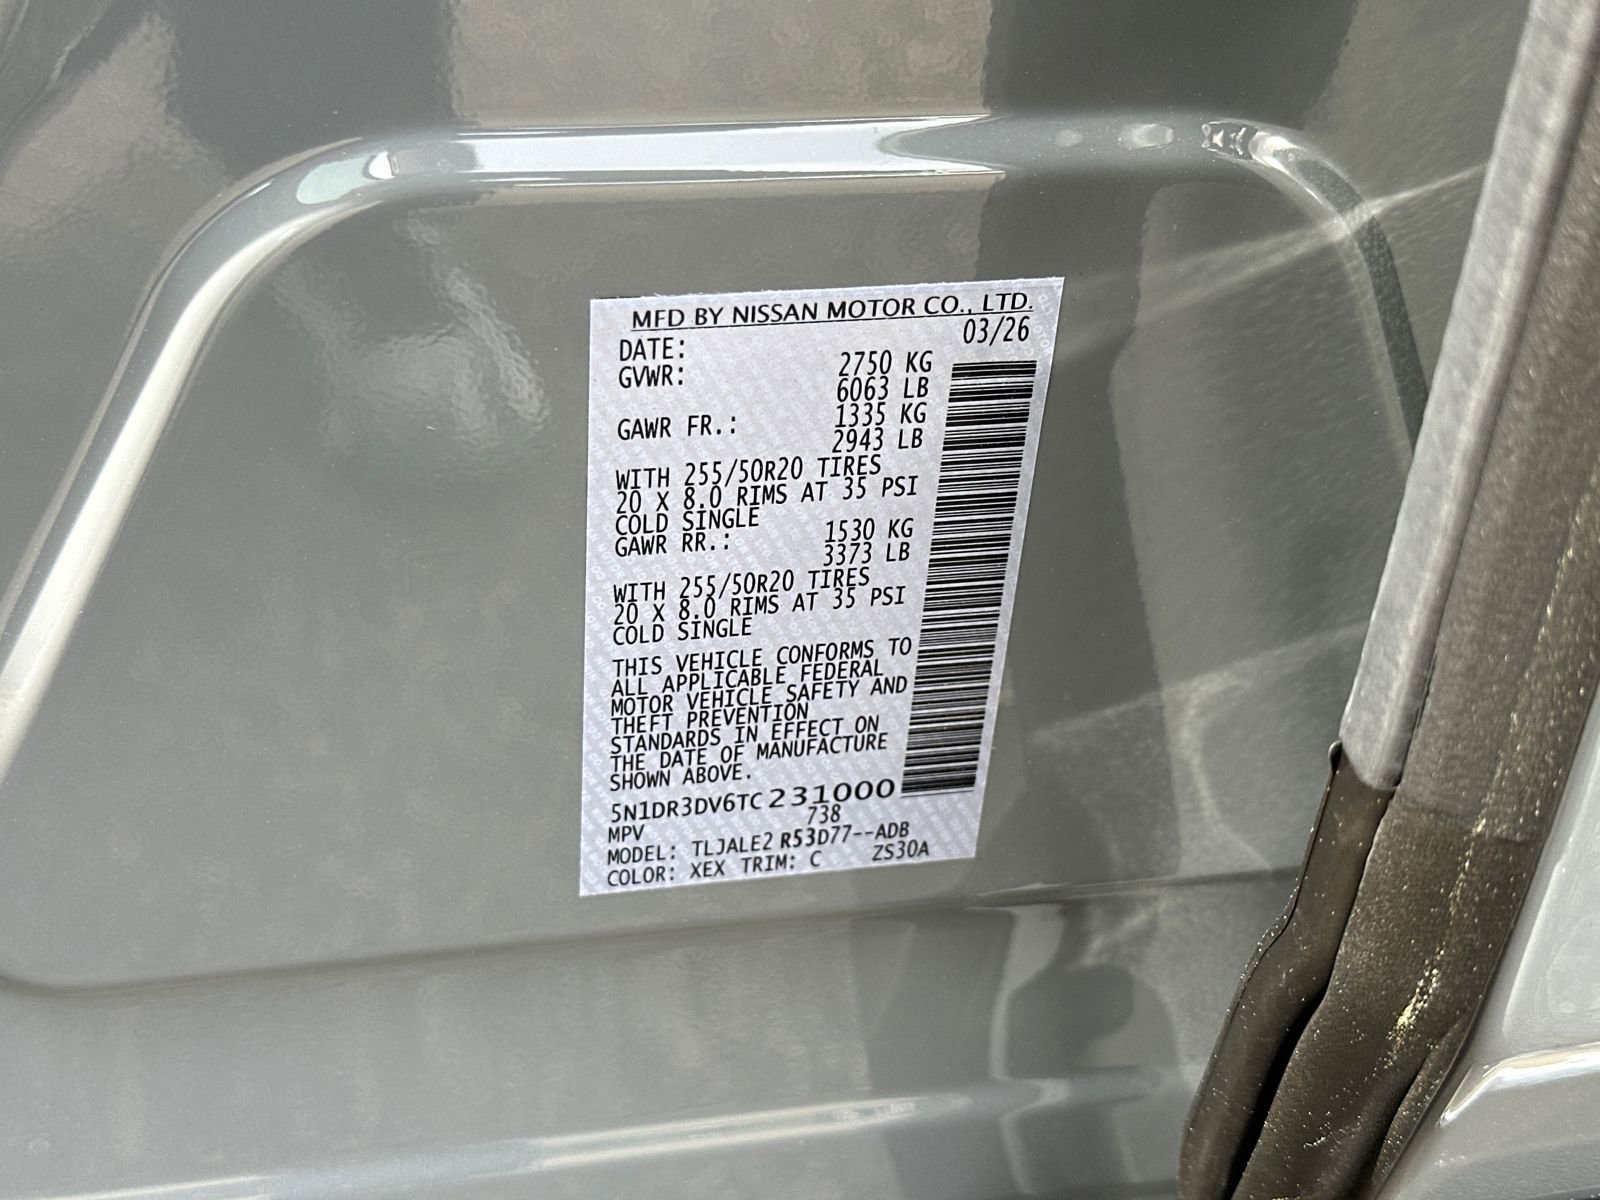 MFD BY NISSAN MOTOR CO., LTD.
DATE: 03/26
GVWR: 2750 KG
6063 LB
GAWR FR.: 1335 KG
2943 LB
WITH 255/50R20 TIRES
20 X 8.0 RIMS AT 35 PSI
COLD SINGLE
GAWR RR.: 1530 KG
3373 LB
WITH 255/50R20 TIRES
20 X 8.0 RIMS AT 35 PSI
COLD SINGLE
THIS VEHICLE CONFORMS TO
ALL APPLICABLE FEDERAL
MOTOR VEHICLE SAFETY AND
THEFT PREVENTION
STANDARDS IN EFFECT ON
THE DATE OF MANUFACTURE
SHOWN ABOVE.
5N1DR3DV6TC231000
MPV 738
MODEL: TLJALE2 R53D77--ADB
COLOR: XEX TRIM: C ZS30A